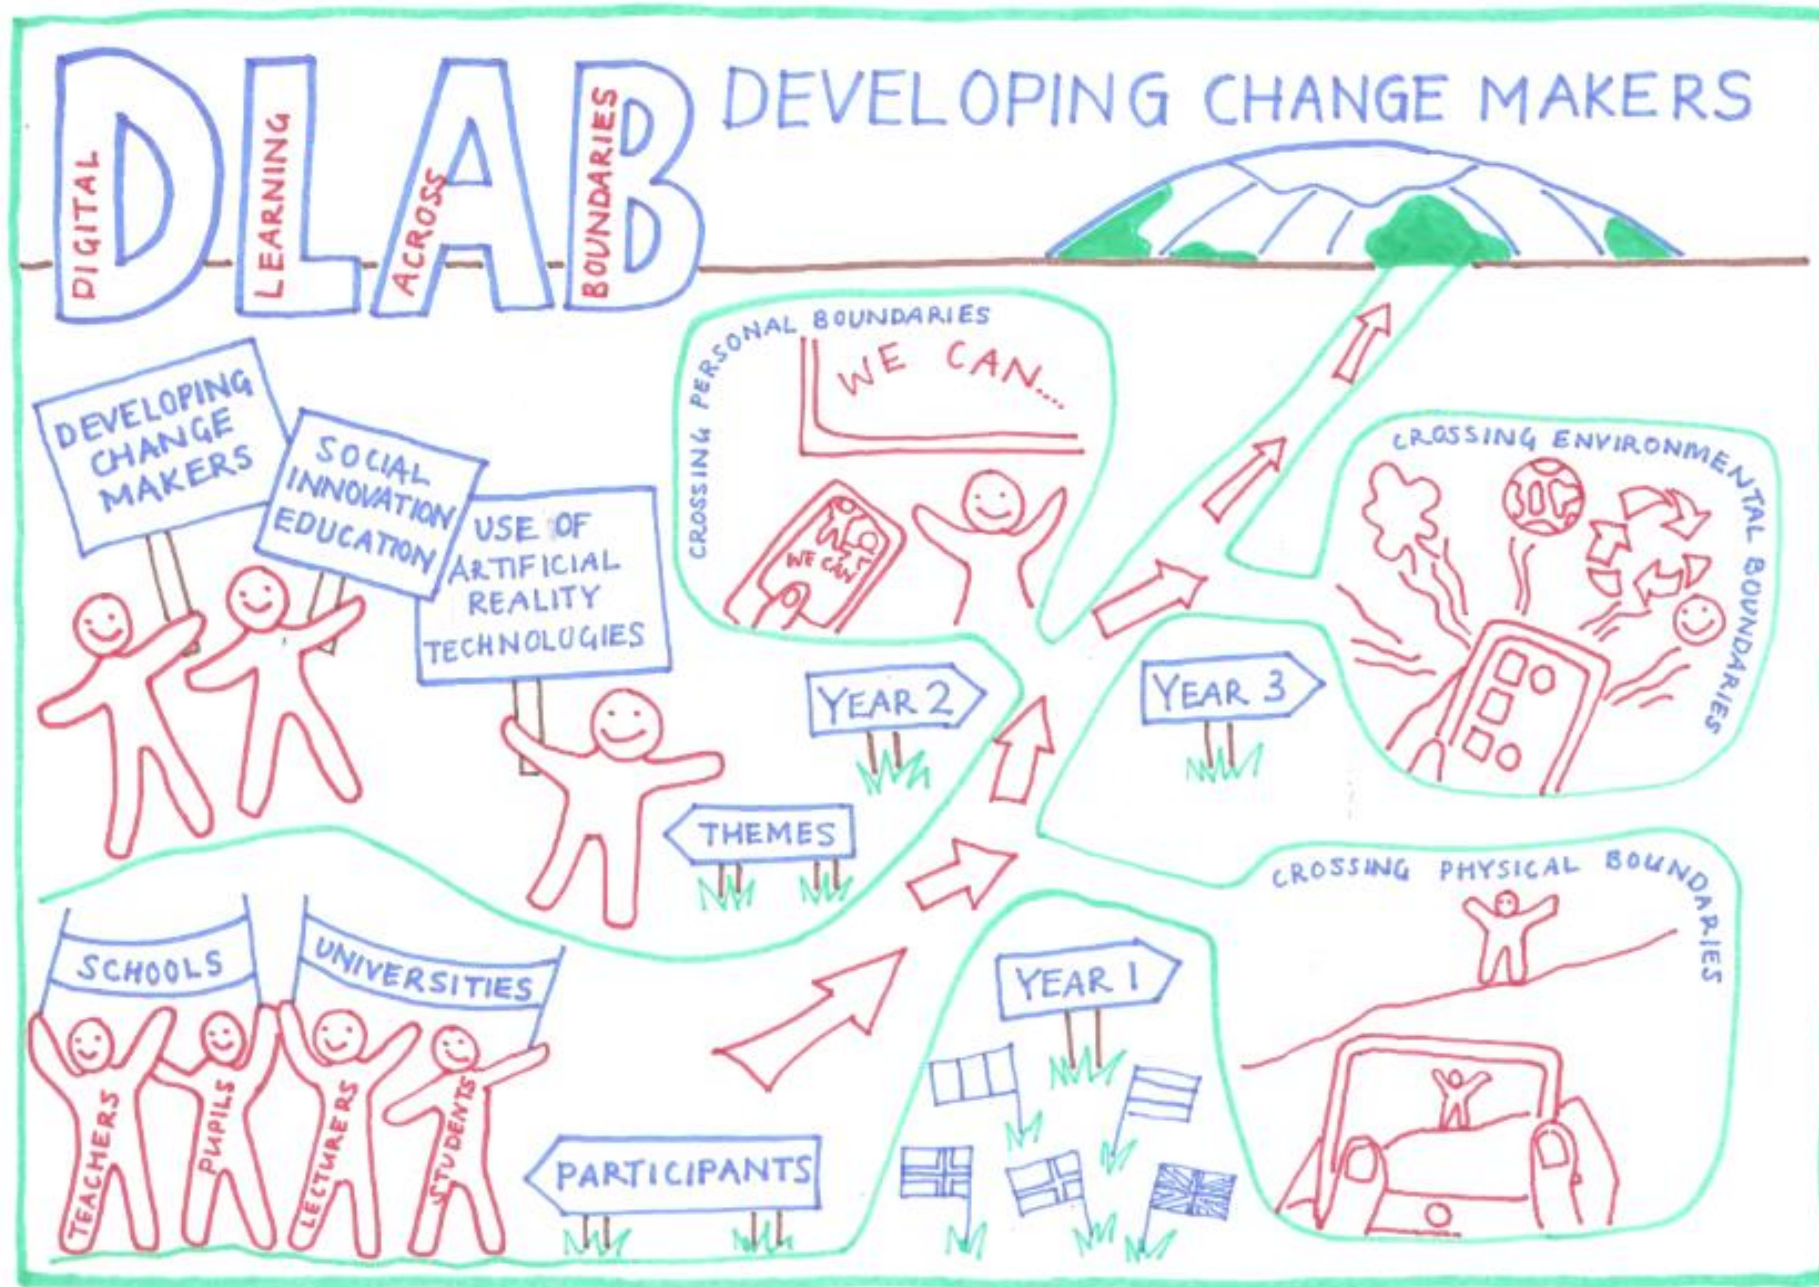 DLAB
DIGITAL
LEARNING
ACROSS
BOUNDARIES
DEVELOPING CHANGE MAKERS
DEVELOPING
CHANGE
MAKERS
SOCIAL
INNOVATION
EDUCATION
USE OF
ARTIFICIAL
REALITY
TECHNOLOGIES
CROSSING PERSONAL BOUNDARIES
WE CAN....
WE CAN
CROSSING ENVIRONMENTAL BOUNDARIES
YEAR 2
YEAR 3
THEMES
CROSSING PHYSICAL BOUNDARIES
SCHOOLS
UNIVERSITIES
YEAR 1
TEACHERS
PUPILS
LECTURERS
STUDENTS
PARTICIPANTS